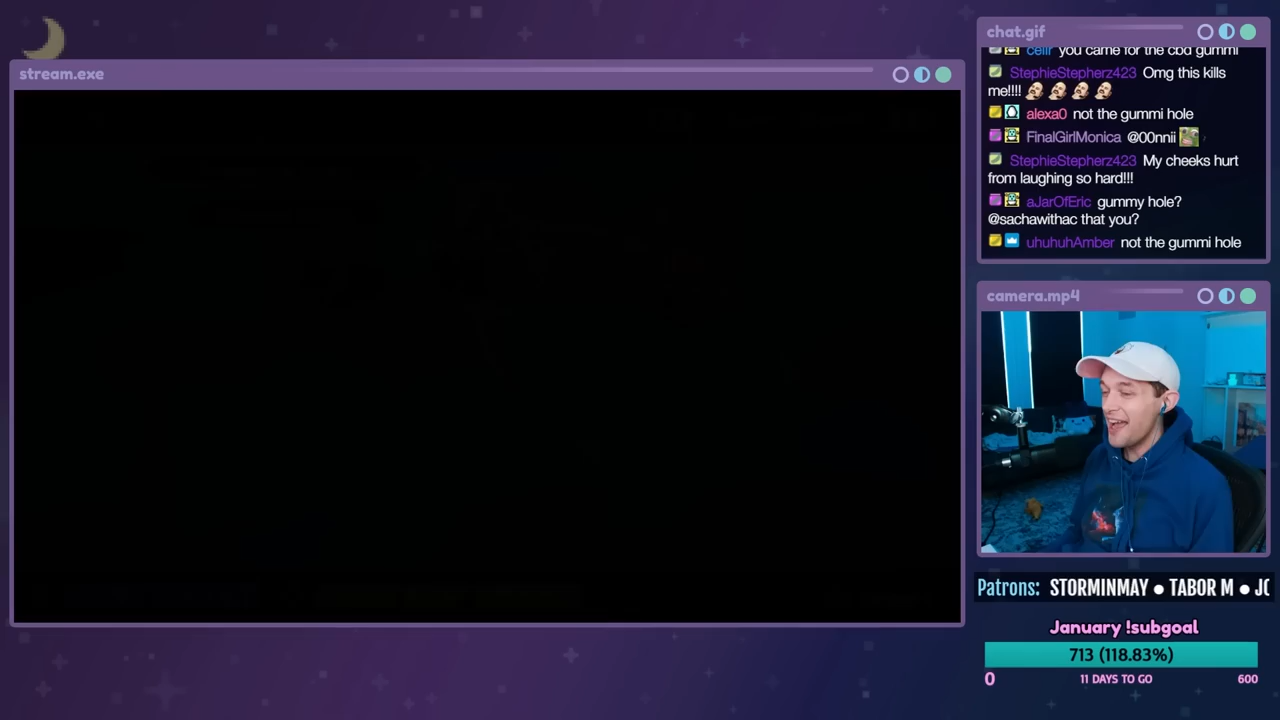 stream.exe
chat.gif
cellr you came for the cbd gummi
StephieStepherz423 Omg this kills
me!!!!
alexa0 not the gummi hole
FinalGirlMonica @00nnii
StephieStepherz423 My cheeks hurt
from laughing so hard!!!
aJarOfEric gummy hole?
@sachawithac that you?
uhuhuhAmber not the gummi hole
camera.mp4
Patrons: STORMINMAY ● TABOR M ● JO
January !subgoal
713 (118.83%)
0 11 DAYS TO GO 600